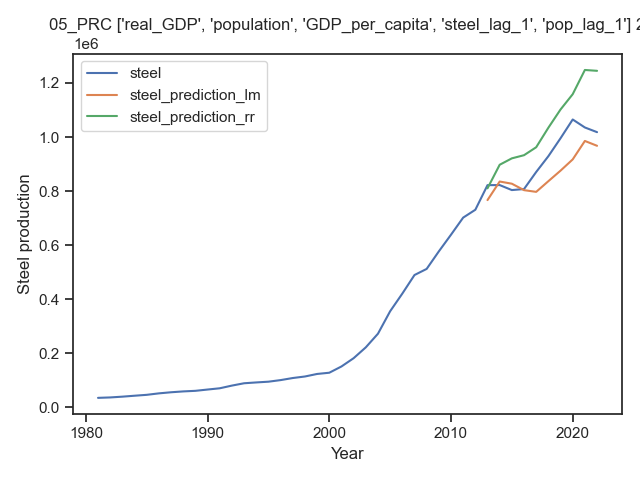 05_PRC ['real_GDP', 'population', 'GDP_per_capita', 'steel_lag_1', 'pop_lag_1'] 2
1e6
steel
steel_prediction_lm
steel_prediction_rr
1.2
1.0
0.8
0.6
0.4
0.2
0.0
Steel production
1980
1990
2000
2010
2020
Year